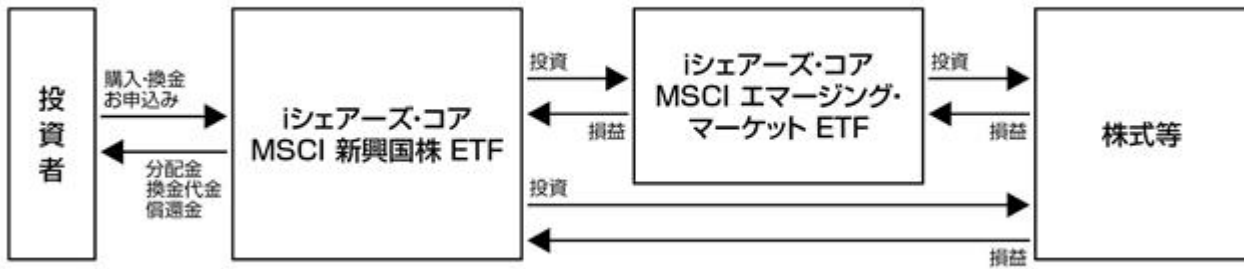 投資者
購入・換金
お申込み
分配金
換金代金
償還金
iシェアーズ・コア
MSCI 新興国株 ETF
投資
損益
iシェアーズ・コア
MSCI エマージング・
マーケット ETF
投資
損益
投資
損益
株式等